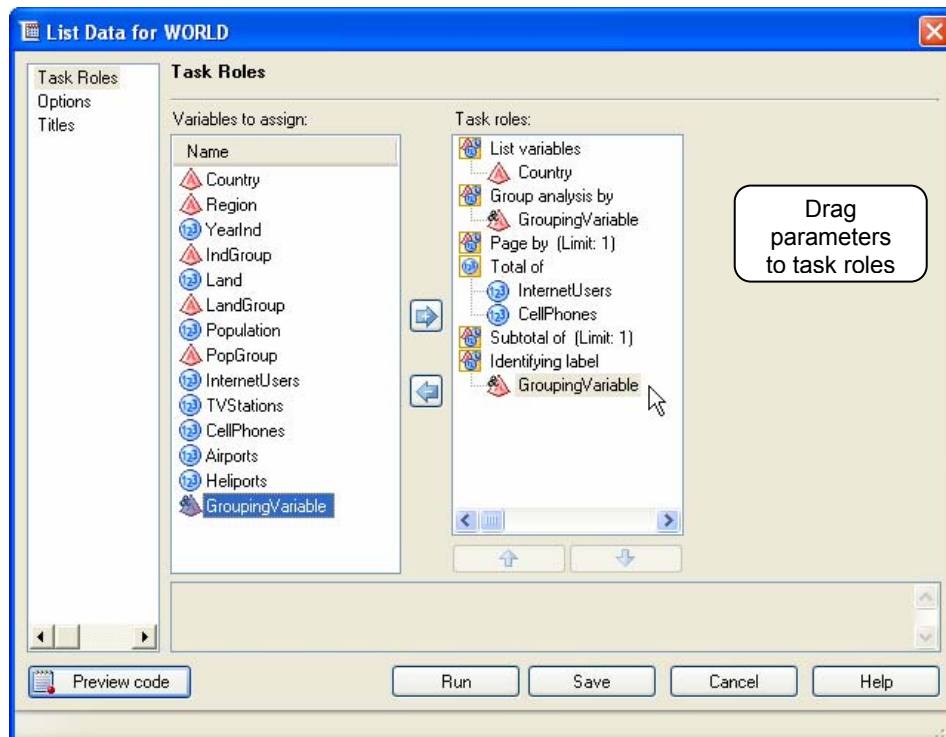 List Data for WORLD
Task Roles
Options
Titles
Task Roles
Variables to assign:
Name
Country
Region
YearInd
IndGroup
Land
LandGroup
Population
PopGroup
InternetUsers
TVStations
CellPhones
Airports
Heliports
GroupingVariable
Task roles:
List variables
Country
Group analysis by
GroupingVariable
Page by (Limit: 1)
Total of
InternetUsers
CellPhones
Subtotal of (Limit: 1)
Identifying label
GroupingVariable
Drag
parameters
to task roles
Preview code
Run
Save
Cancel
Help